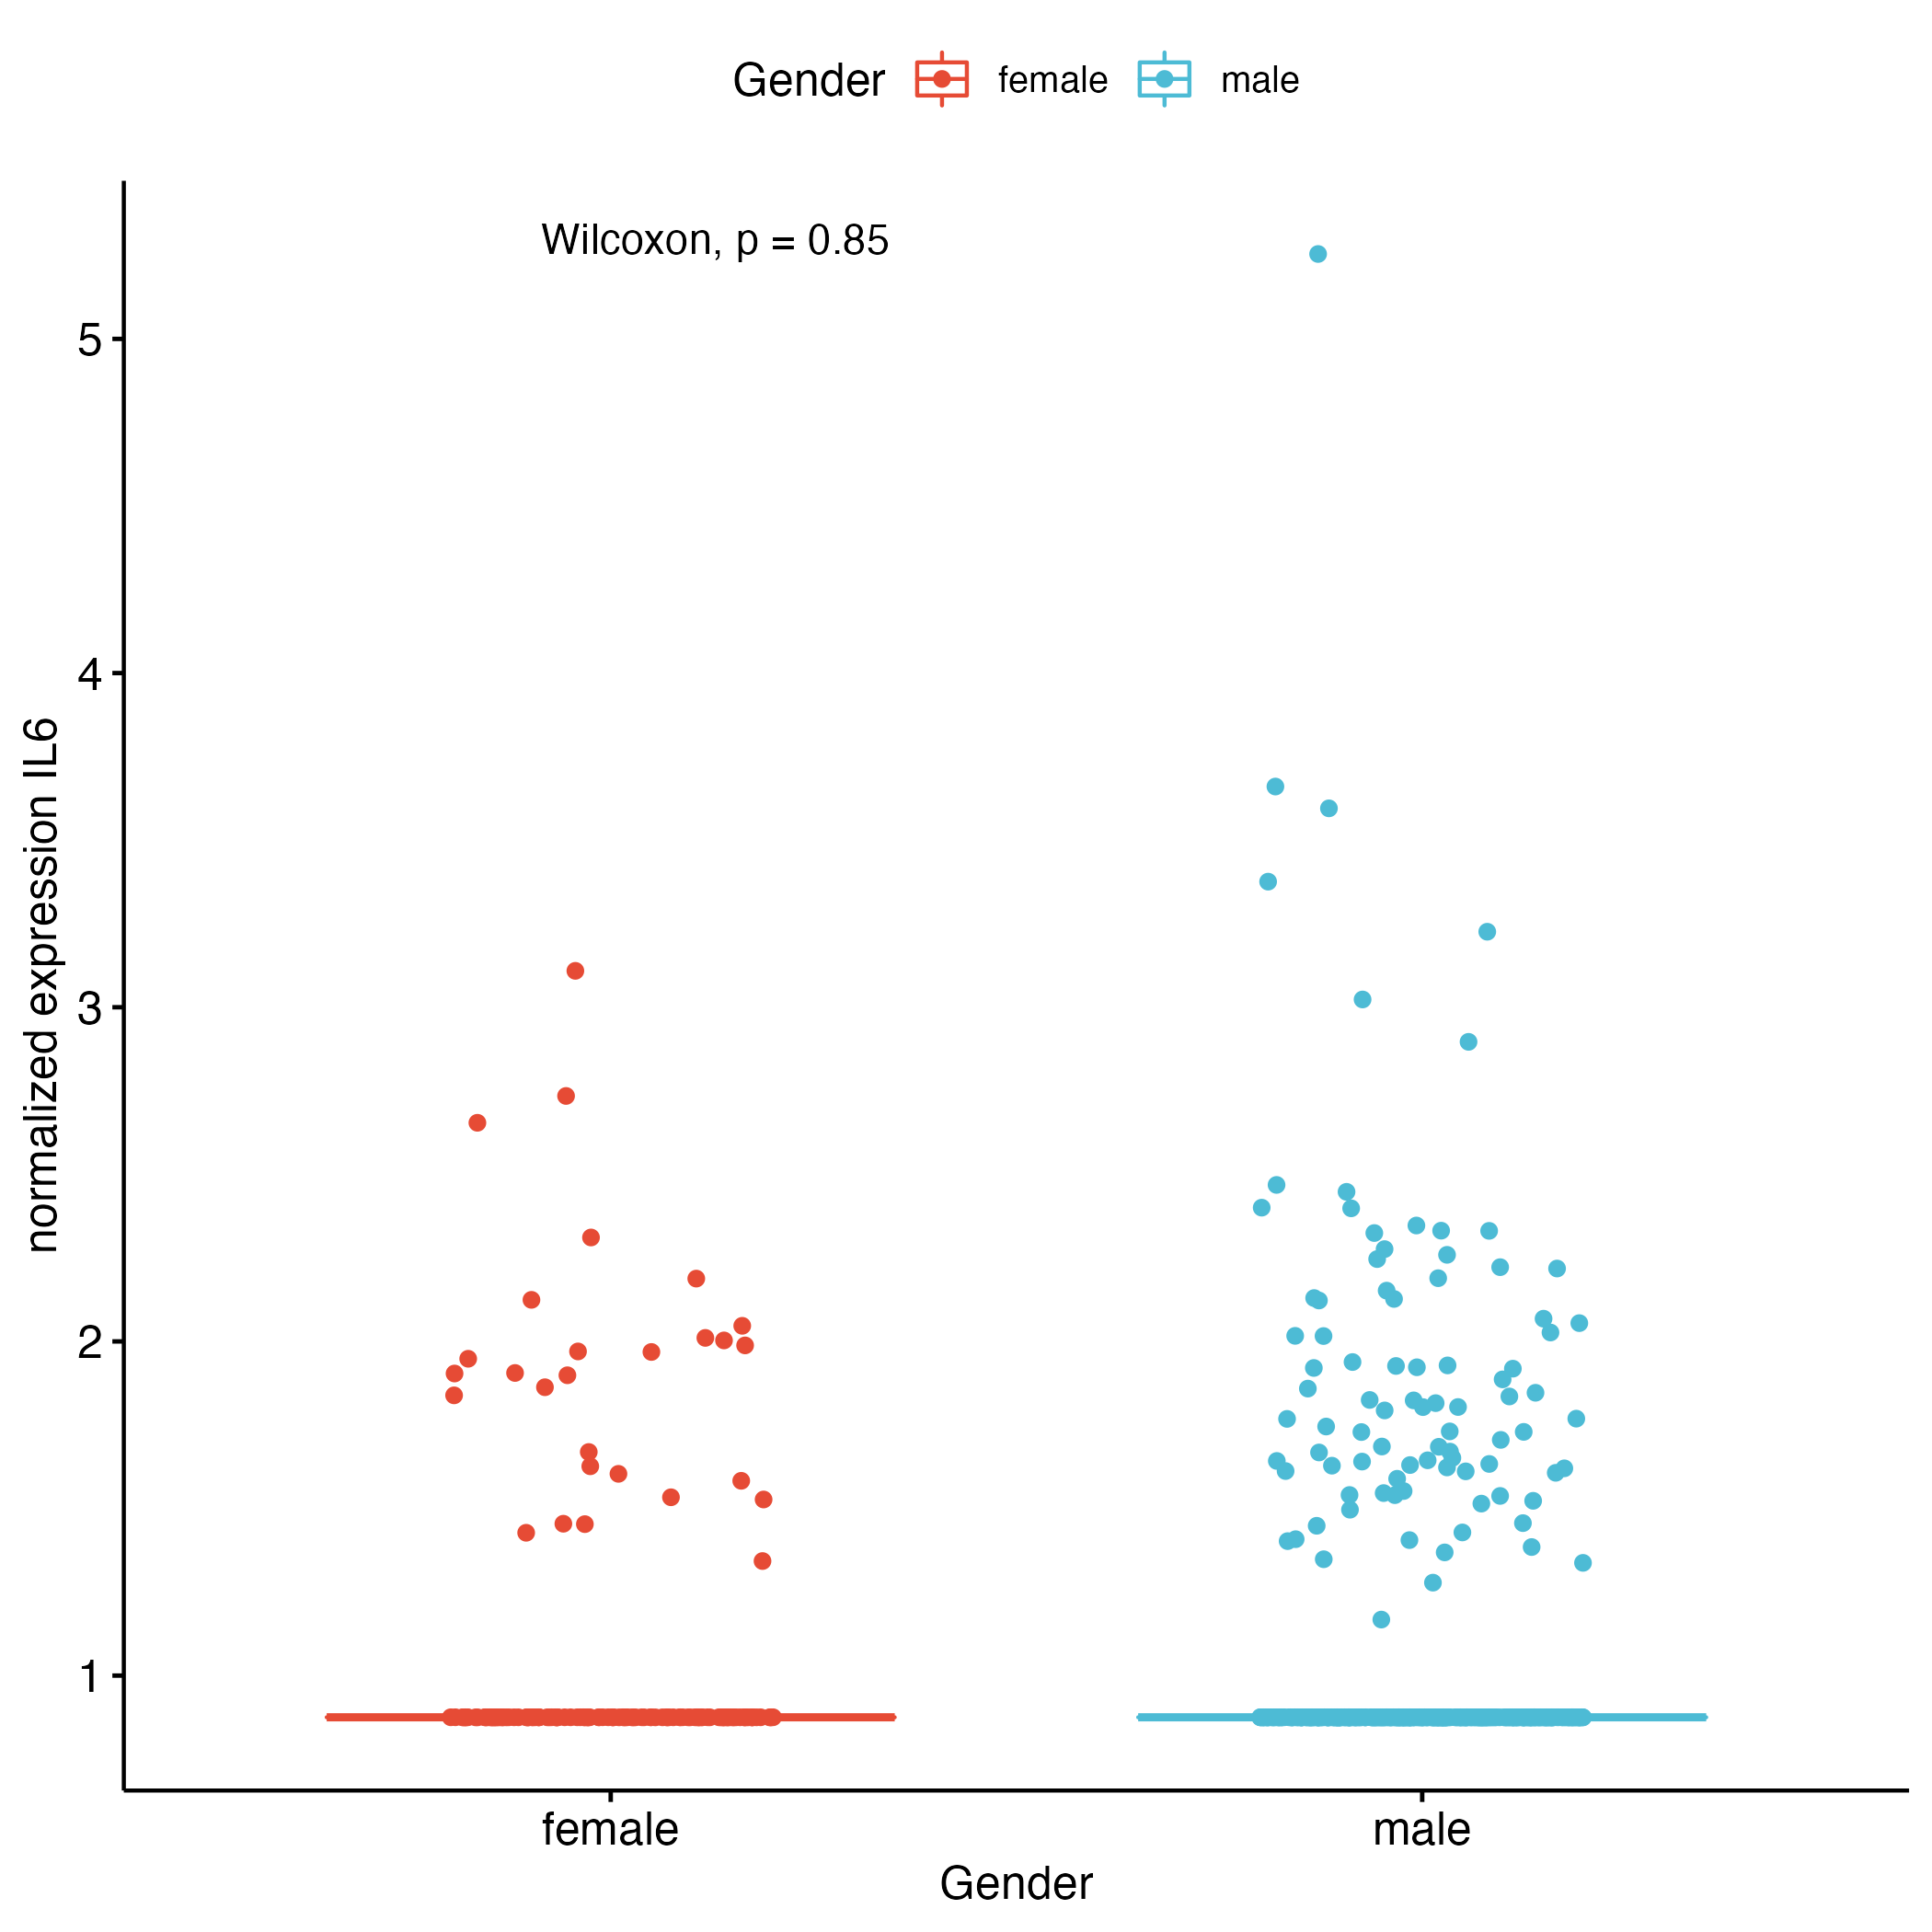 Gender female male
Wilcoxon, p = 0.85
normalized expression IL6
5
4
3
2
1
female male
Gender